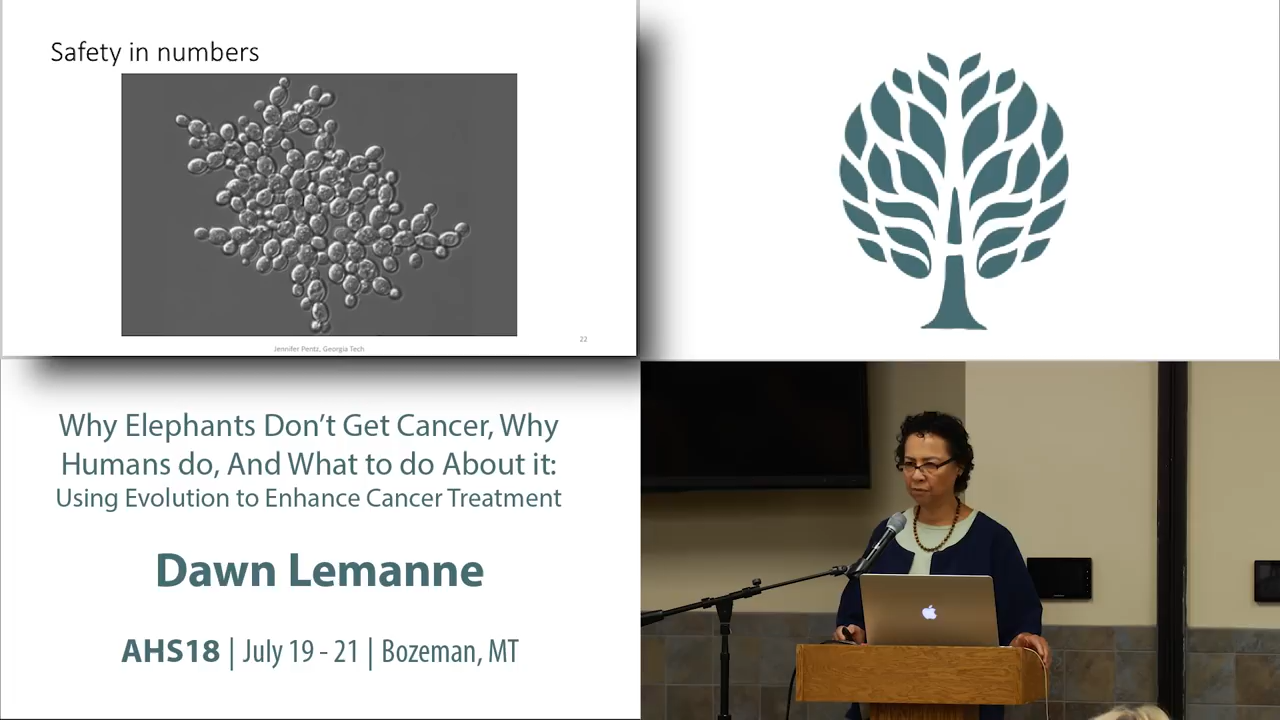 Safety in numbers
Jennifer Pentz, Georgia Tech
22
Why Elephants Don’t Get Cancer, Why
Humans do, And What to do About it:
Using Evolution to Enhance Cancer Treatment
Dawn Lemanne
AHS18 | July 19 - 21 | Bozeman, MT